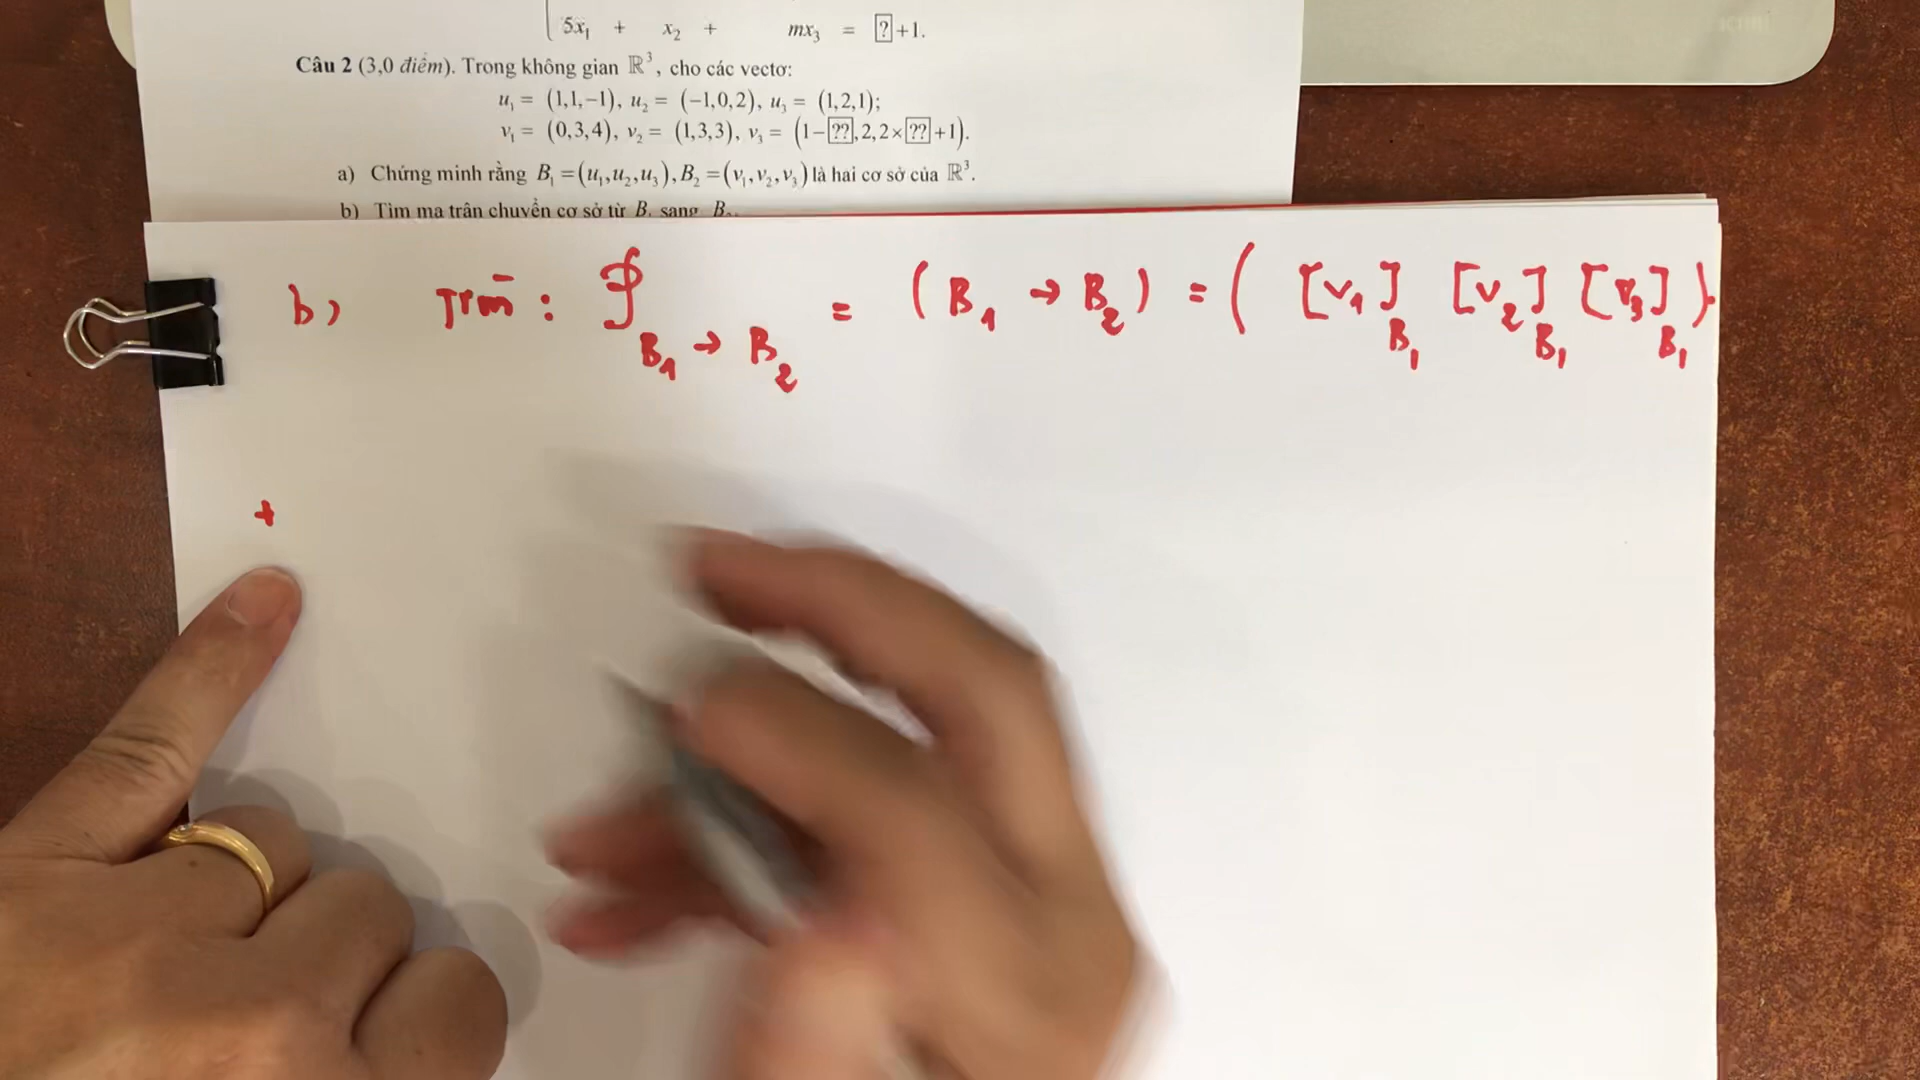 5x₁ + x₂ + mx₃ = ? +1.
Câu 2 (3,0 điểm). Trong không gian ℝ³, cho các vectơ:
u₁ = (1,1,−1), u₂ = (−1,0,2), u₃ = (1,2,1);
v₁ = (0,3,4), v₂ = (1,3,3), v₃ = (1−??,2,2×??+1).
a) Chứng minh rằng B₁ =(u₁,u₂,u₃), B₂ =(v₁,v₂,v₃) là hai cơ sở của ℝ³.
b) Tìm ma trận chuyển cơ sở từ B₁ sang B₂.
b) Tìm : P B₁ → B₂ = (B₁ → B₂) = ( [v₁]B₁ [v₂]B₁ [v₃]B₁ )
+